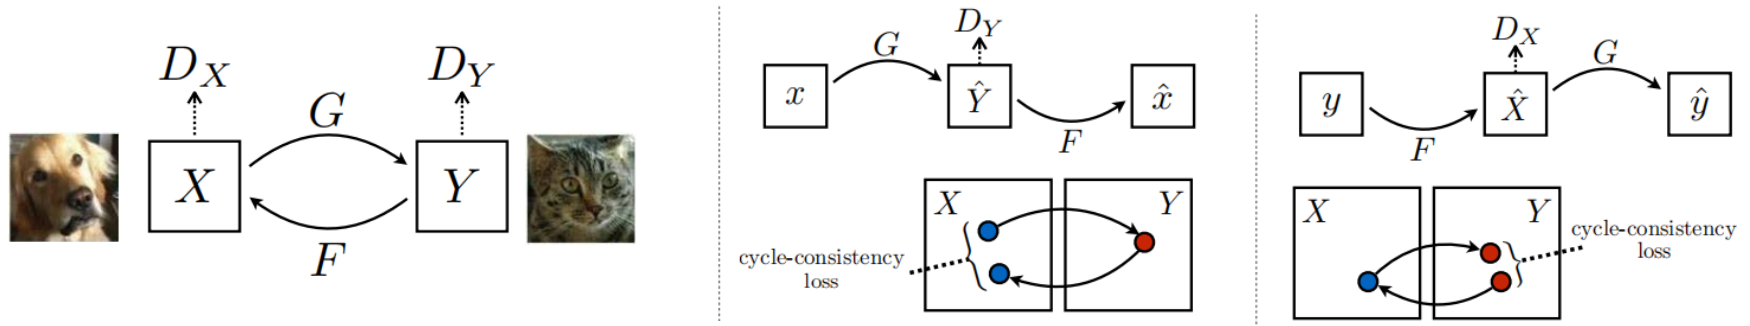 D_X
D_Y
G
X
Y
F
D_Y
G
x
Ŷ
x̂
F
X
Y
cycle-consistency
loss
D_X
G
y
X̂
ŷ
F
X
Y
cycle-consistency
loss